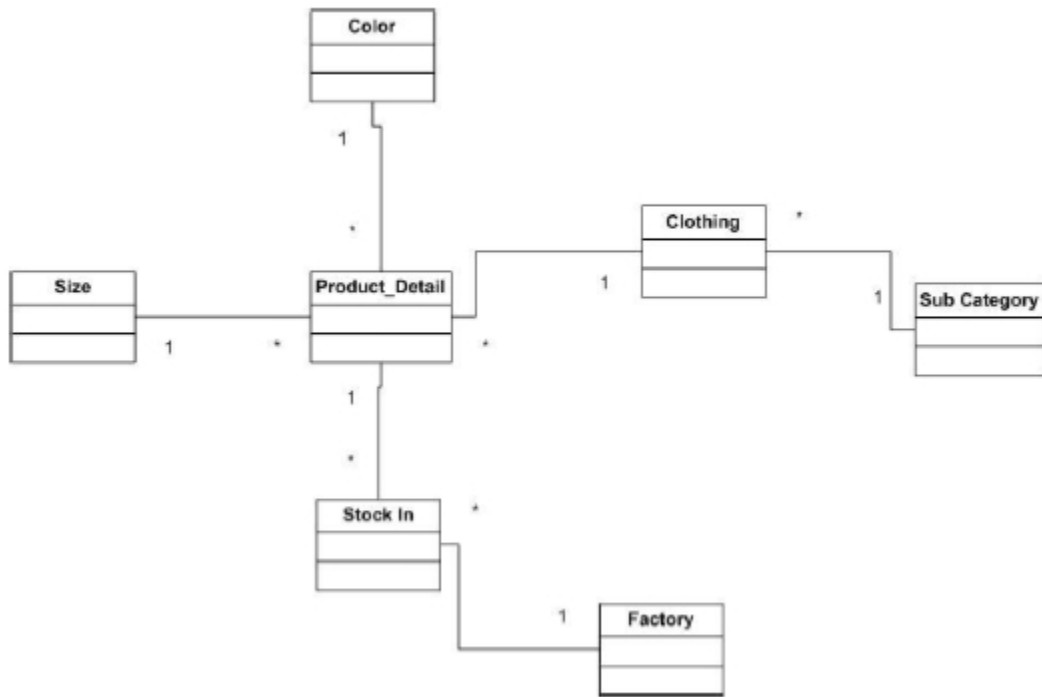 Color
1
*
Clothing
*
1
Size
Product_Detail
1
Sub Category
1
*
*
1
*
Stock In
*
1
Factory